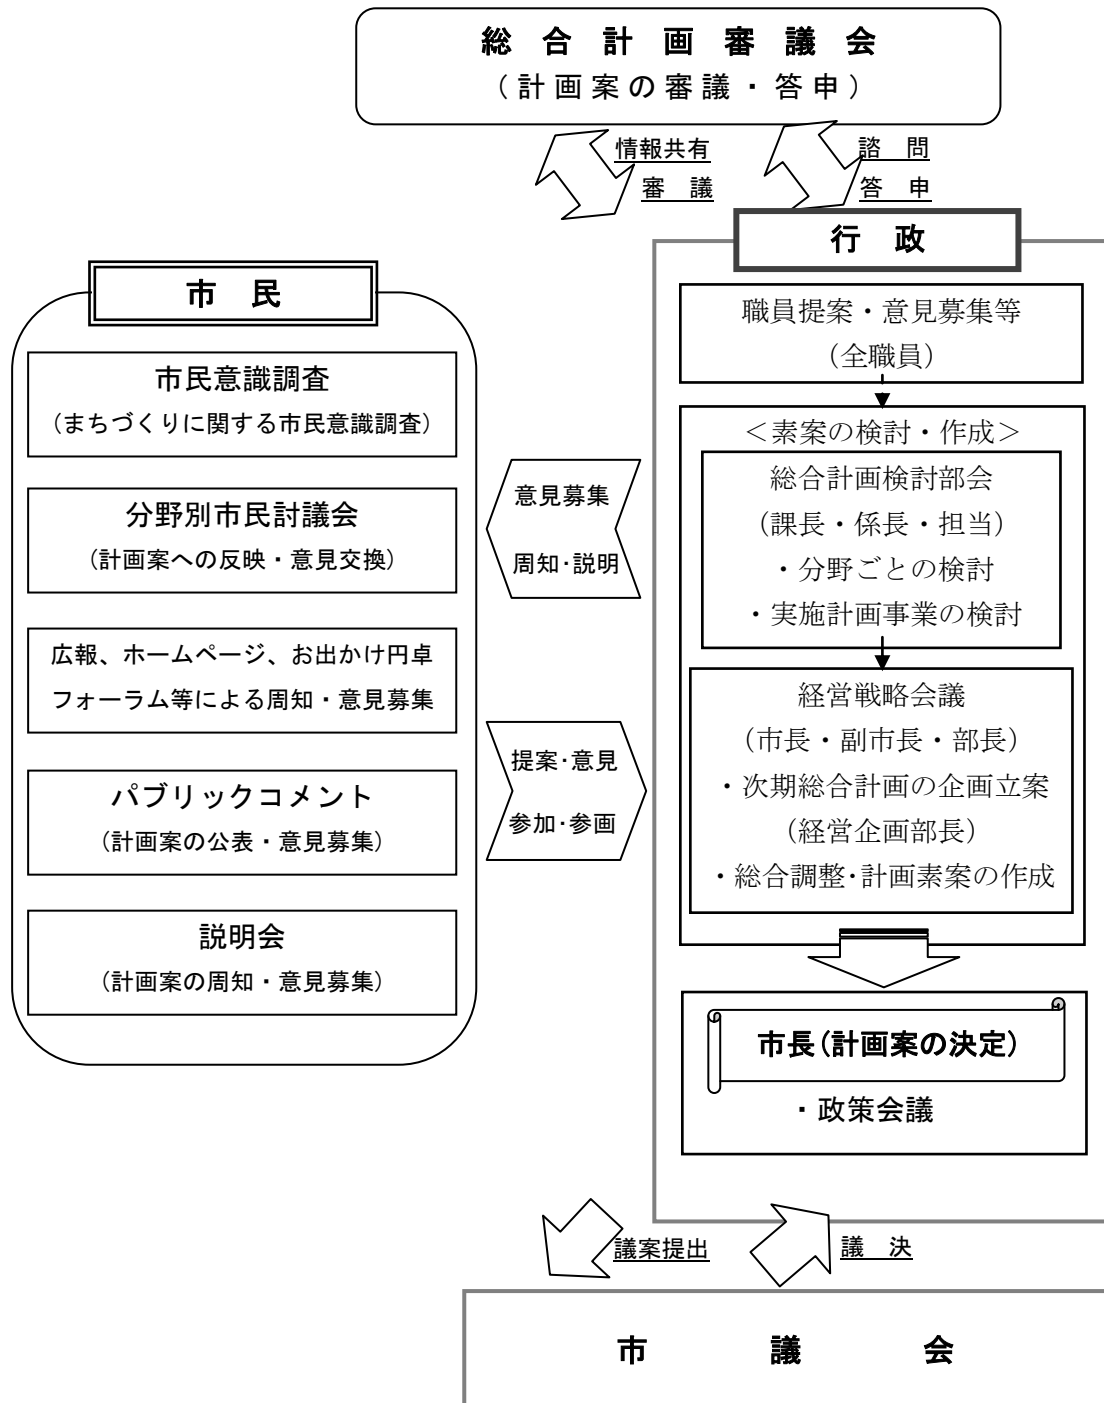 総合計画審議会
(計画案の審議・答申)
情報共有
審議
諮問
答申
行政
職員提案・意見募集等
(全職員)
<素案の検討・作成>
総合計画検討部会
(課長・係長・担当)
・分野ごとの検討
・実施計画事業の検討
経営戦略会議
(市長・副市長・部長)
・次期総合計画の企画立案
(経営企画部長)
・総合調整・計画素案の作成
市長(計画案の決定)
・政策会議
市民
市民意識調査
(まちづくりに関する市民意識調査)
分野別市民討議会
(計画案への反映・意見交換)
広報、ホームページ、お出かけ円卓
フォーラム等による周知・意見募集
パブリックコメント
(計画案の公表・意見募集)
説明会
(計画案の周知・意見募集)
意見募集
周知・説明
提案・意見
参加・参画
議案提出
議決
市議会